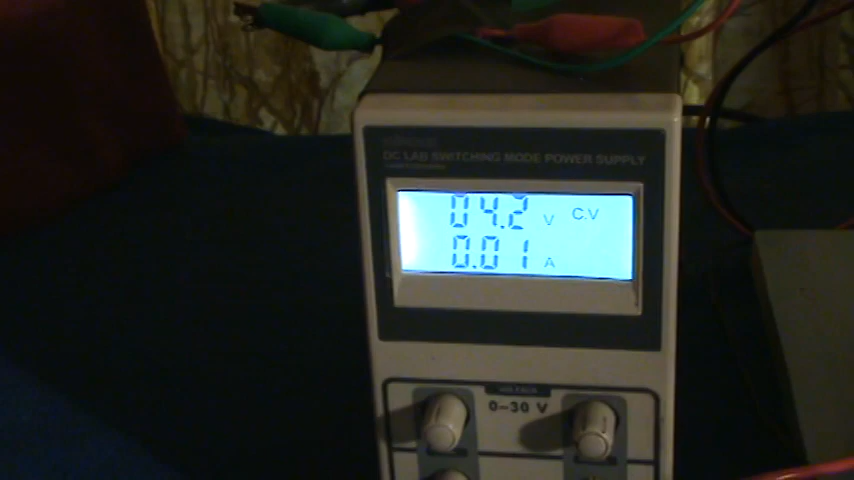 DC LAB SWITCHING MODE POWER SUPPLY
04.2 V C.V
0.01 A
0-30 V